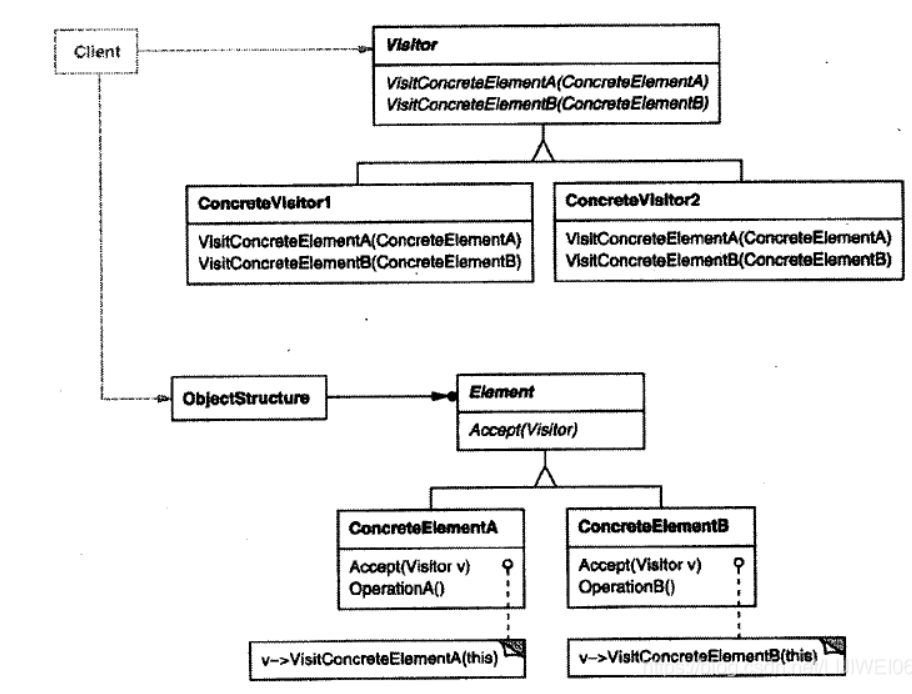 Client
Visitor
VisitConcreteElementA(ConcreteElementA)
VisitConcreteElementB(ConcreteElementB)
ConcreteVisitor1
VisitConcreteElementA(ConcreteElementA)
VisitConcreteElementB(ConcreteElementB)
ConcreteVisitor2
VisitConcreteElementA(ConcreteElementA)
VisitConcreteElementB(ConcreteElementB)
ObjectStructure
Element
Accept(Visitor)
ConcreteElementA
Accept(Visitor v)
OperationA()
ConcreteElementB
Accept(Visitor v)
OperationB()
v–>VisitConcreteElementA(this)
v–>VisitConcreteElementB(this)